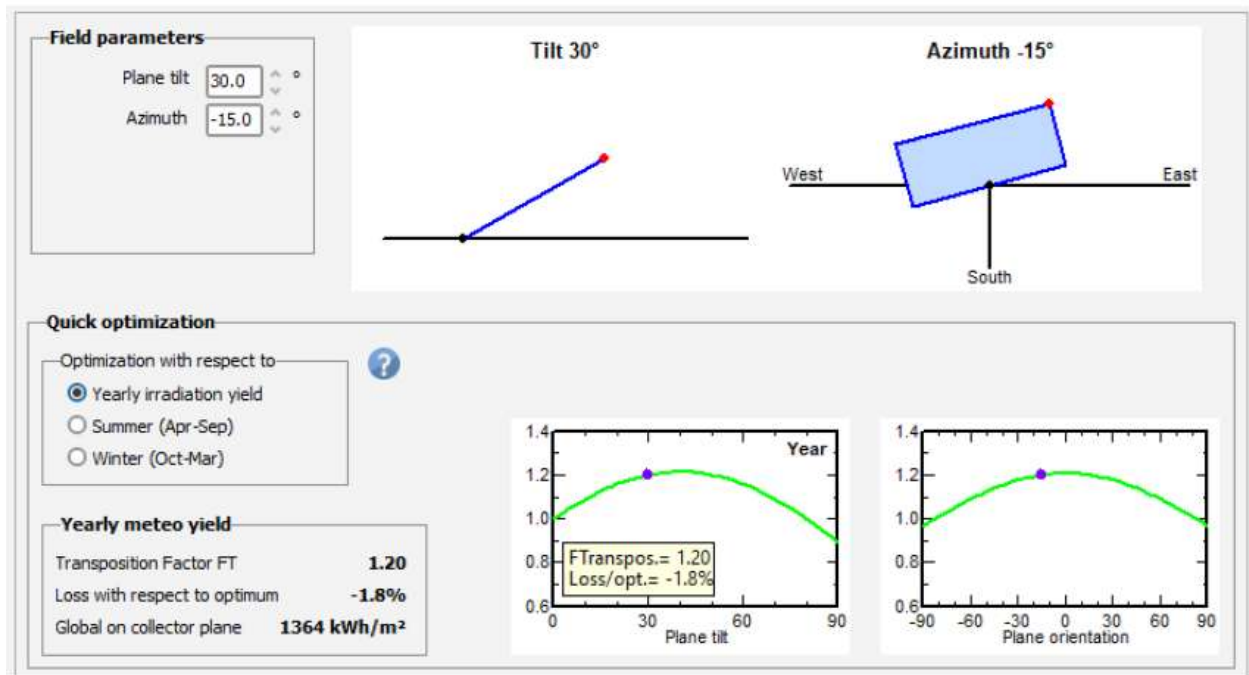 Field parameters
Plane tilt 30.0 °
Azimuth -15.0 °
Tilt 30°
Azimuth -15°
West
East
South
Quick optimization
Optimization with respect to
Yearly irradiation yield
Summer (Apr-Sep)
Winter (Oct-Mar)
?
Yearly meteo yield
Transposition Factor FT 1.20
Loss with respect to optimum -1.8%
Global on collector plane 1364 kWh/m²
Year
1.4
1.2
1.0
0.8
0.6
FTranspos.= 1.20
Loss/opt.= -1.8%
0 30 60 90
Plane tilt
1.4
1.2
1.0
0.8
0.6
-90 -60 -30 0 30 60 90
Plane orientation